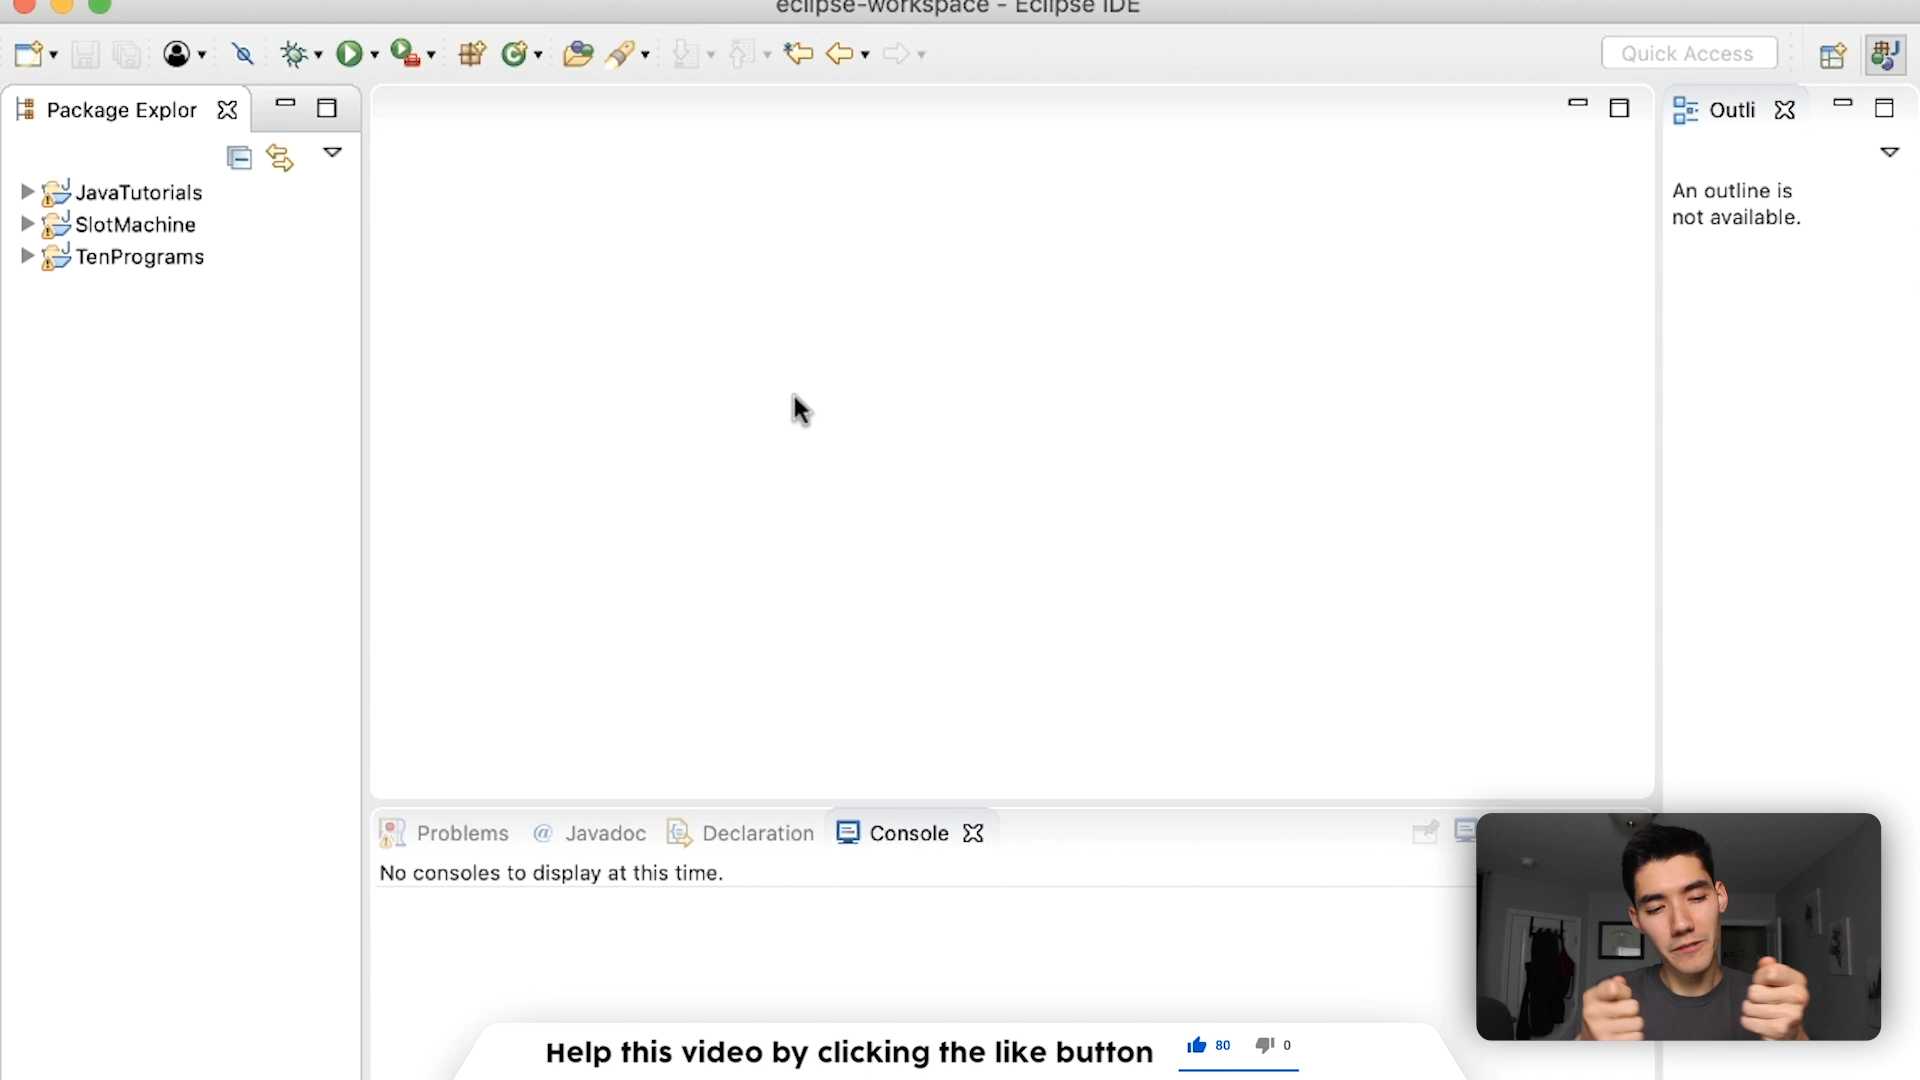 eclipse-workspace - Eclipse IDE
Quick Access
Package Explor
Outli
JavaTutorials
SlotMachine
TenPrograms
An outline is
not available.
Problems @ Javadoc Declaration Console
No consoles to display at this time.
Help this video by clicking the like button 80 0